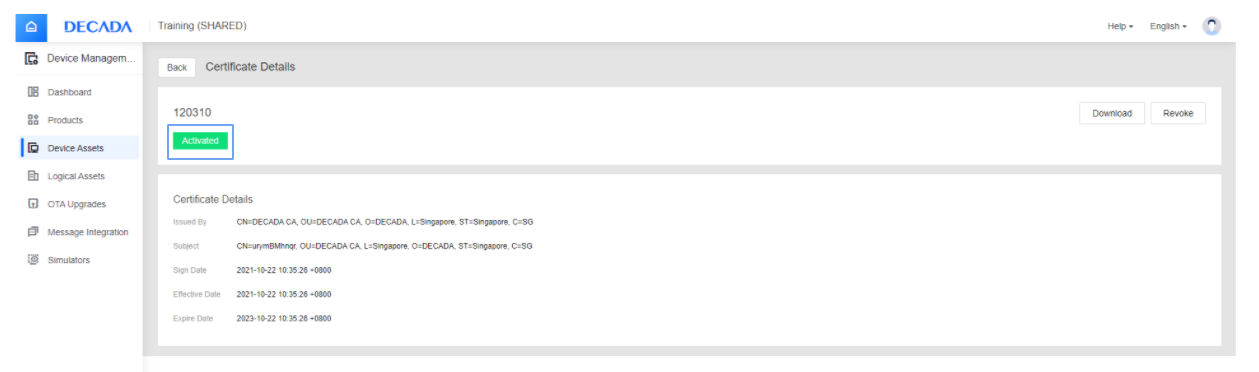 DECADA
Training (SHARED)
Help
English
Device Managem...
Dashboard
Products
Device Assets
Logical Assets
OTA Upgrades
Message Integration
Simulators
Back
Certificate Details
120310
Activated
Download
Revoke
Certificate Details
Issued By CN=DECADA CA, OU=DECADA CA, O=DECADA, L=Singapore, ST=Singapore, C=SG
Subject CN=urymBMhnqr, OU=DECADA CA, L=Singapore, O=DECADA, ST=Singapore, C=SG
Sign Date 2021-10-22 10:35:26 +0800
Effective Date 2021-10-22 10:35:26 +0800
Expire Date 2023-10-22 10:35:26 +0800